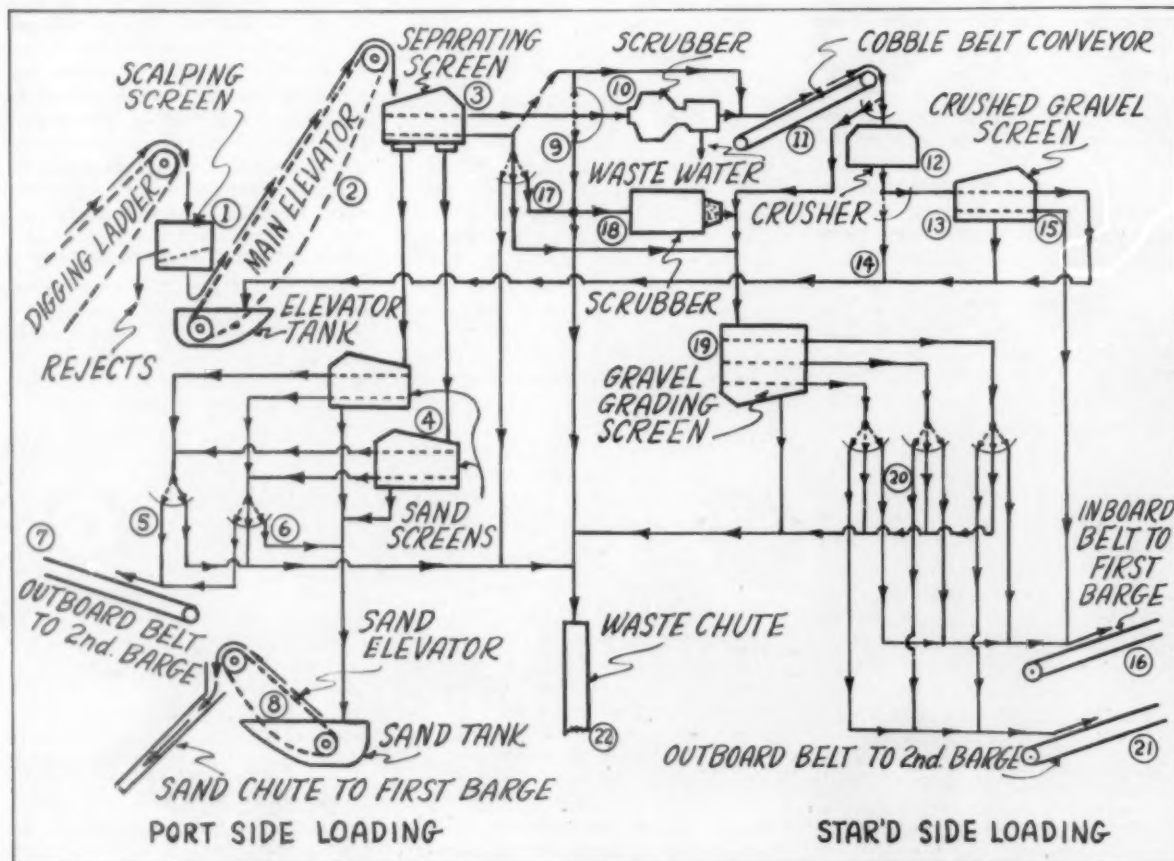 SCALPING
SCREEN
SEPARATING
SCREEN
SCRUBBER
COBBLE BELT CONVEYOR
CRUSHED GRAVEL
SCREEN
DIGGING LADDER
MAIN ELEVATOR
1
2
3
9
10
11
12
WASTE WATER
17
18
CRUSHER
13
15
14
SCRUBBER
ELEVATOR
TANK
REJECTS
19
GRAVEL
GRADING
SCREEN
4
SAND
SCREENS
5
6
20
7
OUTBOARD BELT
TO 2nd. BARGE
INBOARD
BELT TO
FIRST
BARGE
16
SAND
ELEVATOR
WASTE CHUTE
8
SAND TANK
22
OUTBOARD BELT TO 2nd. BARGE
21
SAND CHUTE TO FIRST BARGE
PORT SIDE LOADING
STAR'D SIDE LOADING